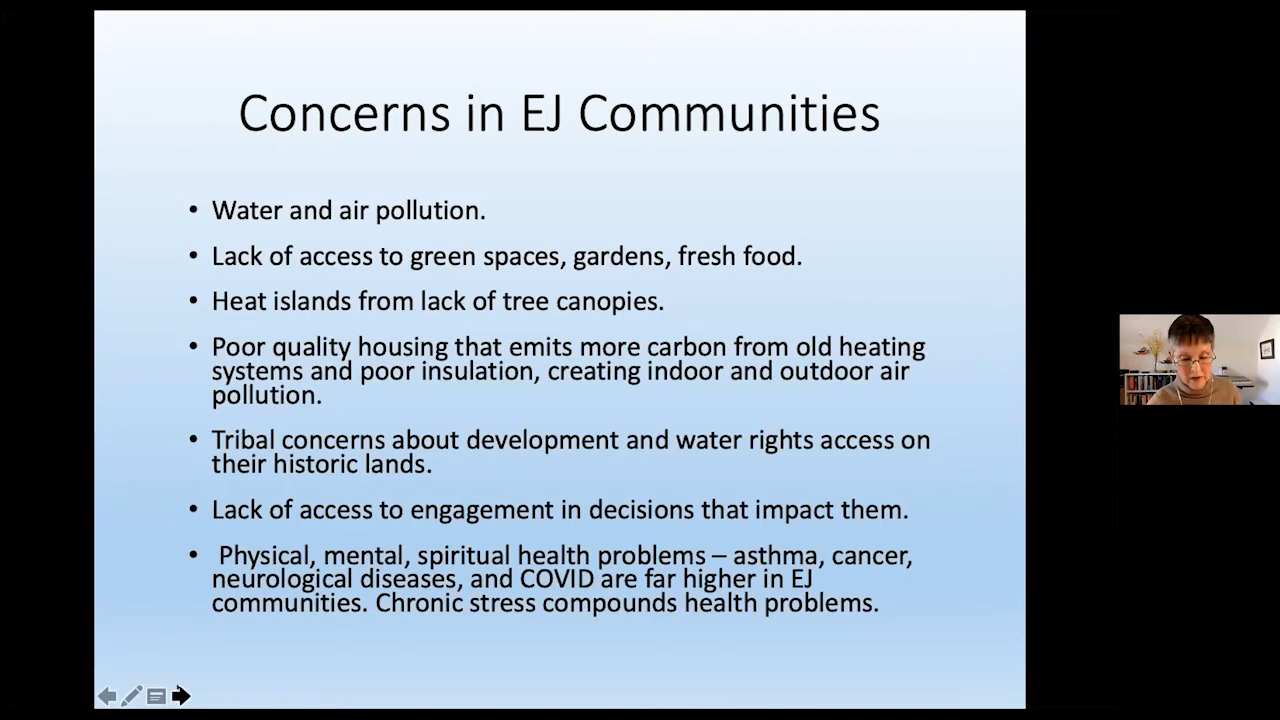 Concerns in EJ Communities
• Water and air pollution.
• Lack of access to green spaces, gardens, fresh food.
• Heat islands from lack of tree canopies.
• Poor quality housing that emits more carbon from old heating
systems and poor insulation, creating indoor and outdoor air
pollution.
• Tribal concerns about development and water rights access on
their historic lands.
• Lack of access to engagement in decisions that impact them.
• Physical, mental, spiritual health problems – asthma, cancer,
neurological diseases, and COVID are far higher in EJ
communities. Chronic stress compounds health problems.